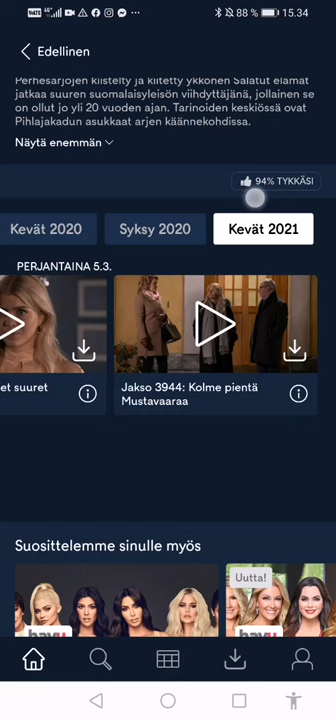 VoLTE 4G 88 % 15.34
Edellinen
Perhesarjojen kiistelty ja kiitetty ykkönen Salatut elämät
jatkaa suuren suomalaisyleisön viihdyttäjänä, jollainen se
on ollut jo yli 20 vuoden ajan. Tarinoiden keskiössä ovat
Pihlajakadun asukkaat arjen käännekohdissa.
Näytä enemmän
94% TYKKÄSI
Kevät 2020 Syksy 2020 Kevät 2021
PERJANTAINA 5.3.
et suuret
Jakso 3944: Kolme pientä
Mustavaaraa
Suosittelemme sinulle myös
Uutta!
hayu
hayu